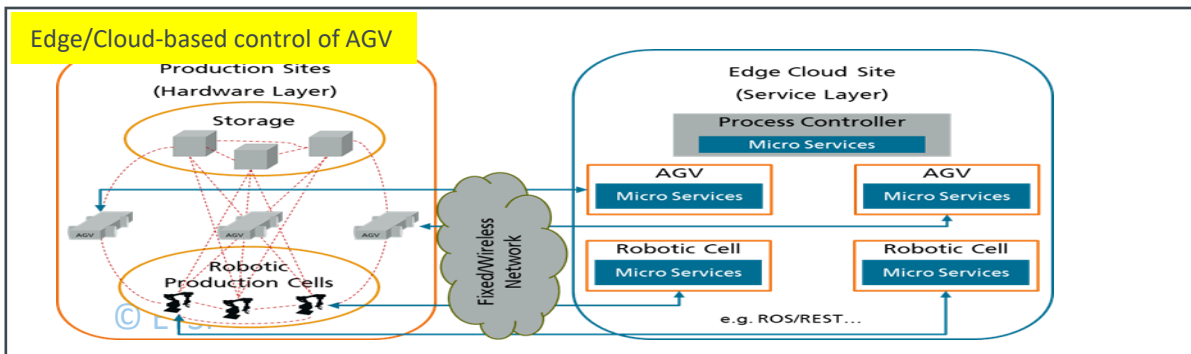 Edge/Cloud-based control of AGV
Production Sites
(Hardware Layer)
Storage
AGV
AGV
AGV
Robotic
Production Cells
©
Fixed/Wireless
Network
Edge Cloud Site
(Service Layer)
Process Controller
Micro Services
AGV
Micro Services
AGV
Micro Services
Robotic Cell
Micro Services
Robotic Cell
Micro Services
e.g. ROS/REST...